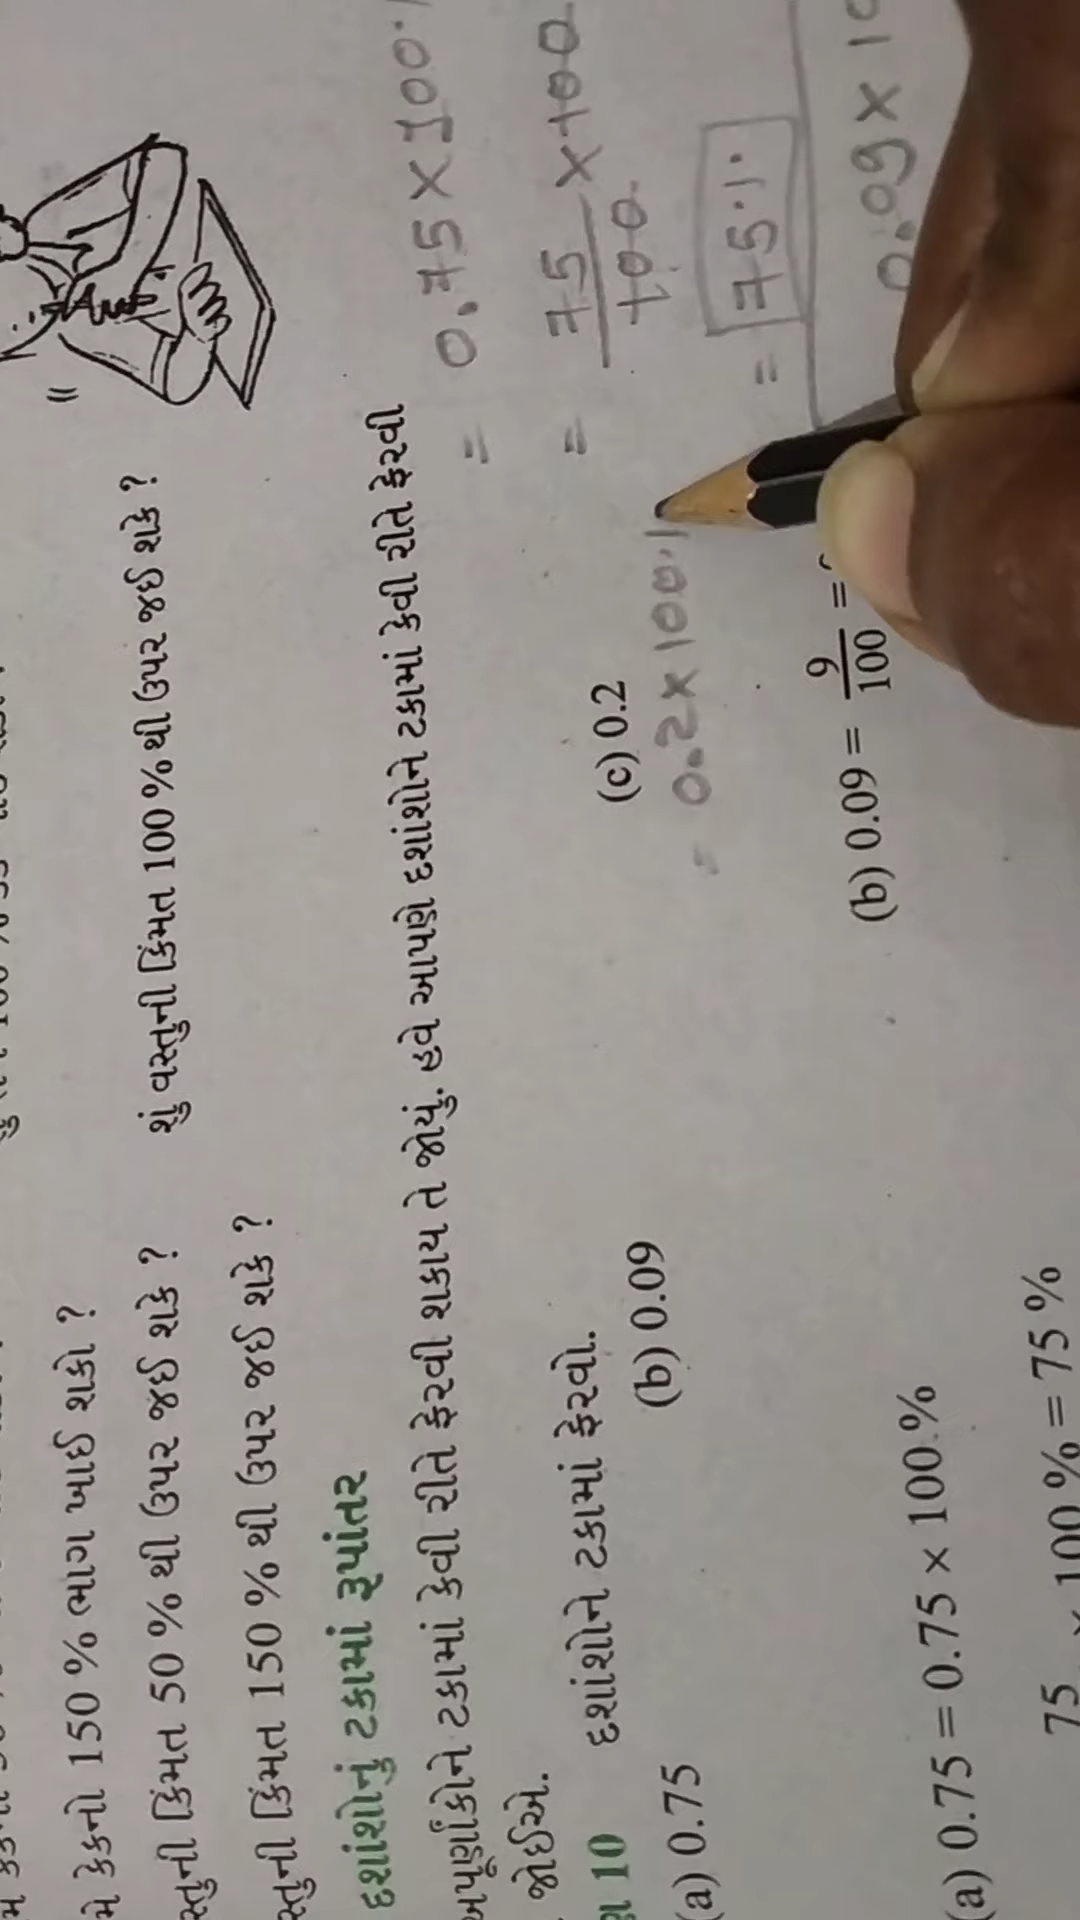 કેકનો 150 % ભાગ ખાઈ શકો ?
કિંમત 50 % થી ઉપર જઈ શકે ? શું વસ્તુની કિંમત 100 % થી ઉપર જઈ શકે ?
કિંમત 150 % થી ઉપર જઈ શકે ?
દશાંશોનું ટકામાં રૂપાંતર
અપૂર્ણાંકોને ટકામાં કેવી રીતે ફેરવી શકાય તે જોયું. હવે આપણે દશાંશોને ટકામાં કેવી રીતે ફેરવી
જોઈએ.
10 દશાંશોને ટકામાં ફેરવો.
(a) 0.75 (b) 0.09 (c) 0.2
= 0.2 × 100.1
= 0.75 × 100.
= 75/100 × 100
= 75.1.
0.09 × 10
(a) 0.75 = 0.75 × 100 % (b) 0.09 = 9/100 =
75 × 100 % = 75 %